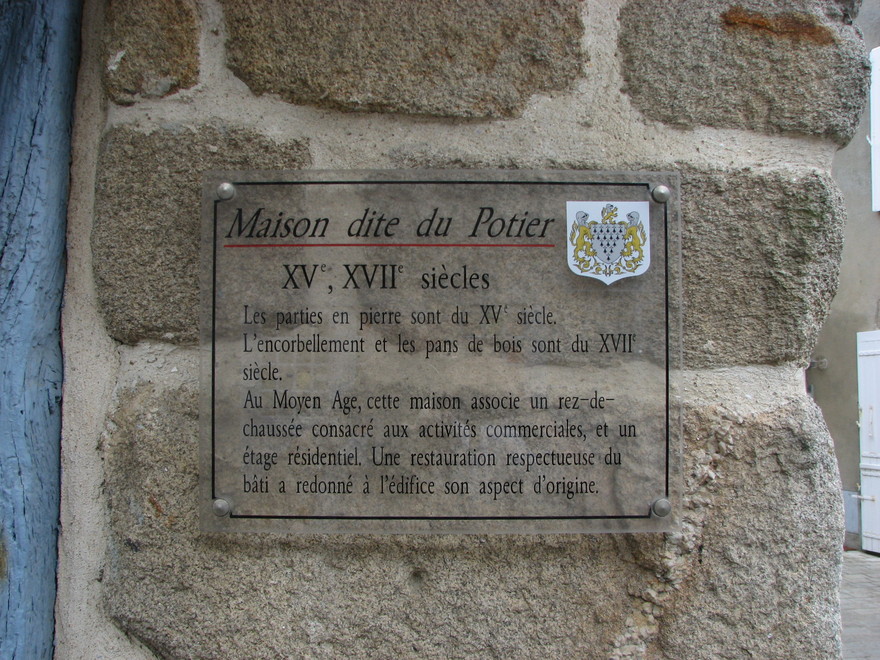 Maison dite du Potier
XVe, XVIIe siècles
Les parties en pierre sont du XVe siècle.
L'encorbellement et les pans de bois sont du XVIIe
siècle.
Au Moyen Age, cette maison associe un rez-de-
chaussée consacré aux activités commerciales, et un
étage résidentiel. Une restauration respectueuse du
bâti a redonné à l'édifice son aspect d'origine.